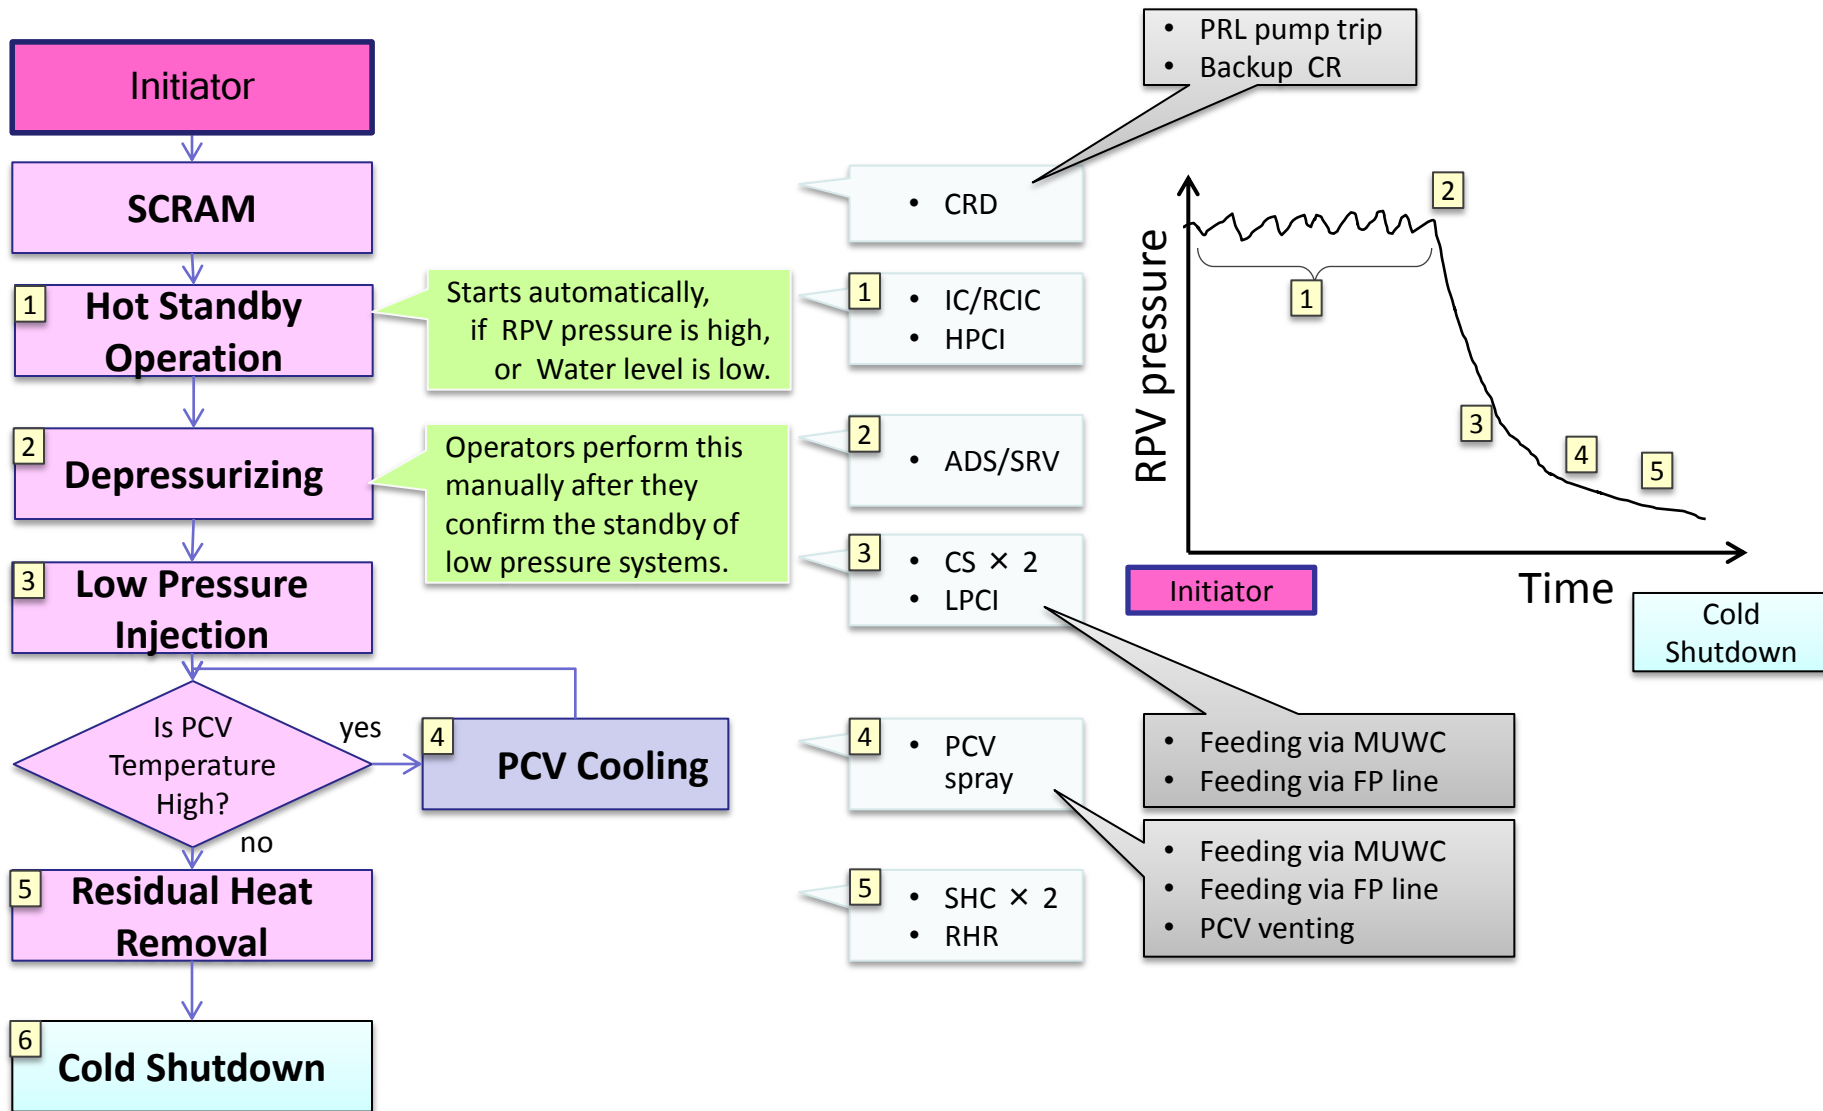 Initiator
SCRAM
1
Hot Standby
Operation
Starts automatically,
if RPV pressure is high,
or Water level is low.
2
Depressurizing
Operators perform this
manually after they
confirm the standby of
low pressure systems.
3
Low Pressure
Injection
Is PCV
Temperature
High?
yes
no
4
PCV Cooling
5
Residual Heat
Removal
6
Cold Shutdown
• PRL pump trip
• Backup CR
• CRD
1
• IC/RCIC
• HPCI
2
• ADS/SRV
3
• CS × 2
• LPCI
4
• PCV
spray
5
• SHC × 2
• RHR
• Feeding via MUWC
• Feeding via FP line
• Feeding via MUWC
• Feeding via FP line
• PCV venting
RPV pressure
1
2
3
4
5
Initiator
Time
Cold
Shutdown